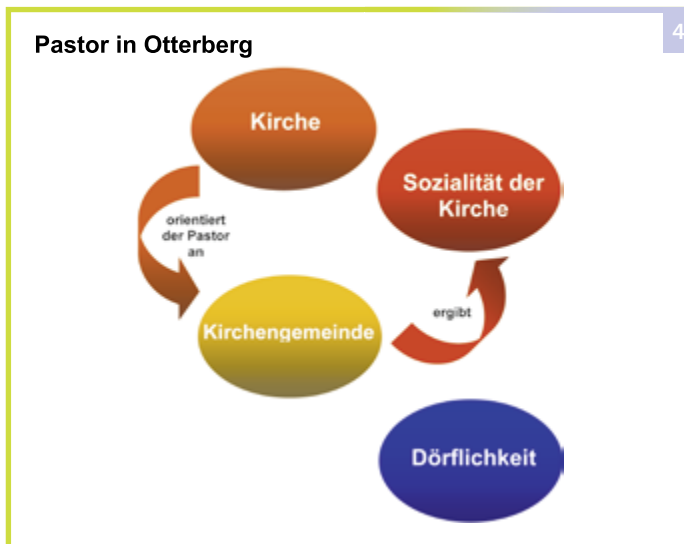 Pastor in Otterberg
4
Kirche
Sozialität der
Kirche
orientiert
der Pastor
an
Kirchengemeinde
ergibt
Dörflichkeit